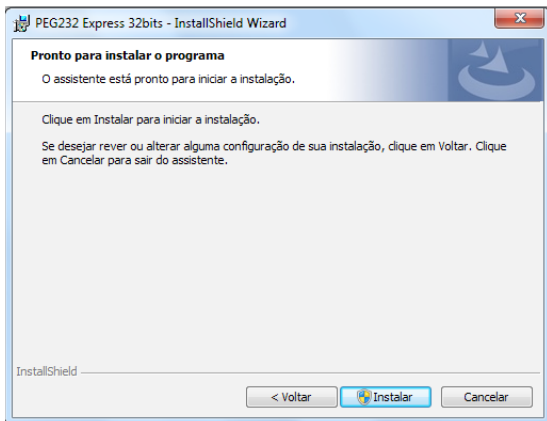 PEG232 Express 32bits - InstallShield Wizard
Pronto para instalar o programa
O assistente está pronto para iniciar a instalação.
Clique em Instalar para iniciar a instalação.
Se desejar rever ou alterar alguma configuração de sua instalação, clique em Voltar. Clique
em Cancelar para sair do assistente.
InstallShield
< Voltar
Instalar
Cancelar